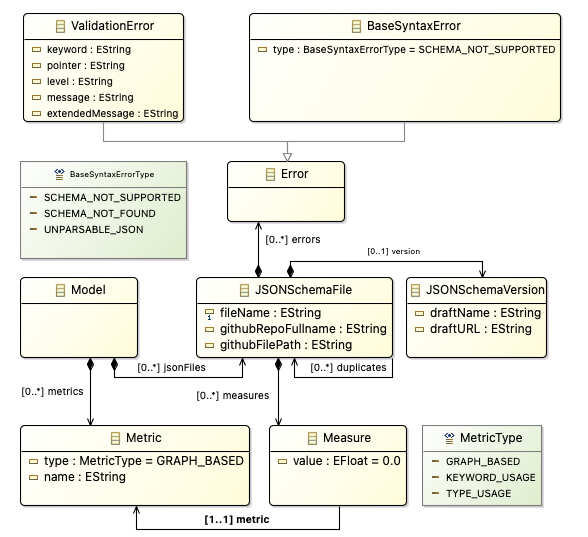 ValidationError
keyword : EString
pointer : EString
level : EString
message : EString
extendedMessage : EString
BaseSyntaxError
type : BaseSyntaxErrorType = SCHEMA_NOT_SUPPORTED
BaseSyntaxErrorType
SCHEMA_NOT_SUPPORTED
SCHEMA_NOT_FOUND
UNPARSABLE_JSON
Error
[0..*] errors
[0..1] version
Model
JSONSchemaFile
fileName : EString
githubRepoFullname : EString
githubFilePath : EString
JSONSchemaVersion
draftName : EString
draftURL : EString
[0..*] jsonFiles
[0..*] duplicates
[0..*] metrics
[0..*] measures
Metric
type : MetricType = GRAPH_BASED
name : EString
Measure
value : EFloat = 0.0
MetricType
GRAPH_BASED
KEYWORD_USAGE
TYPE_USAGE
[1..1] metric